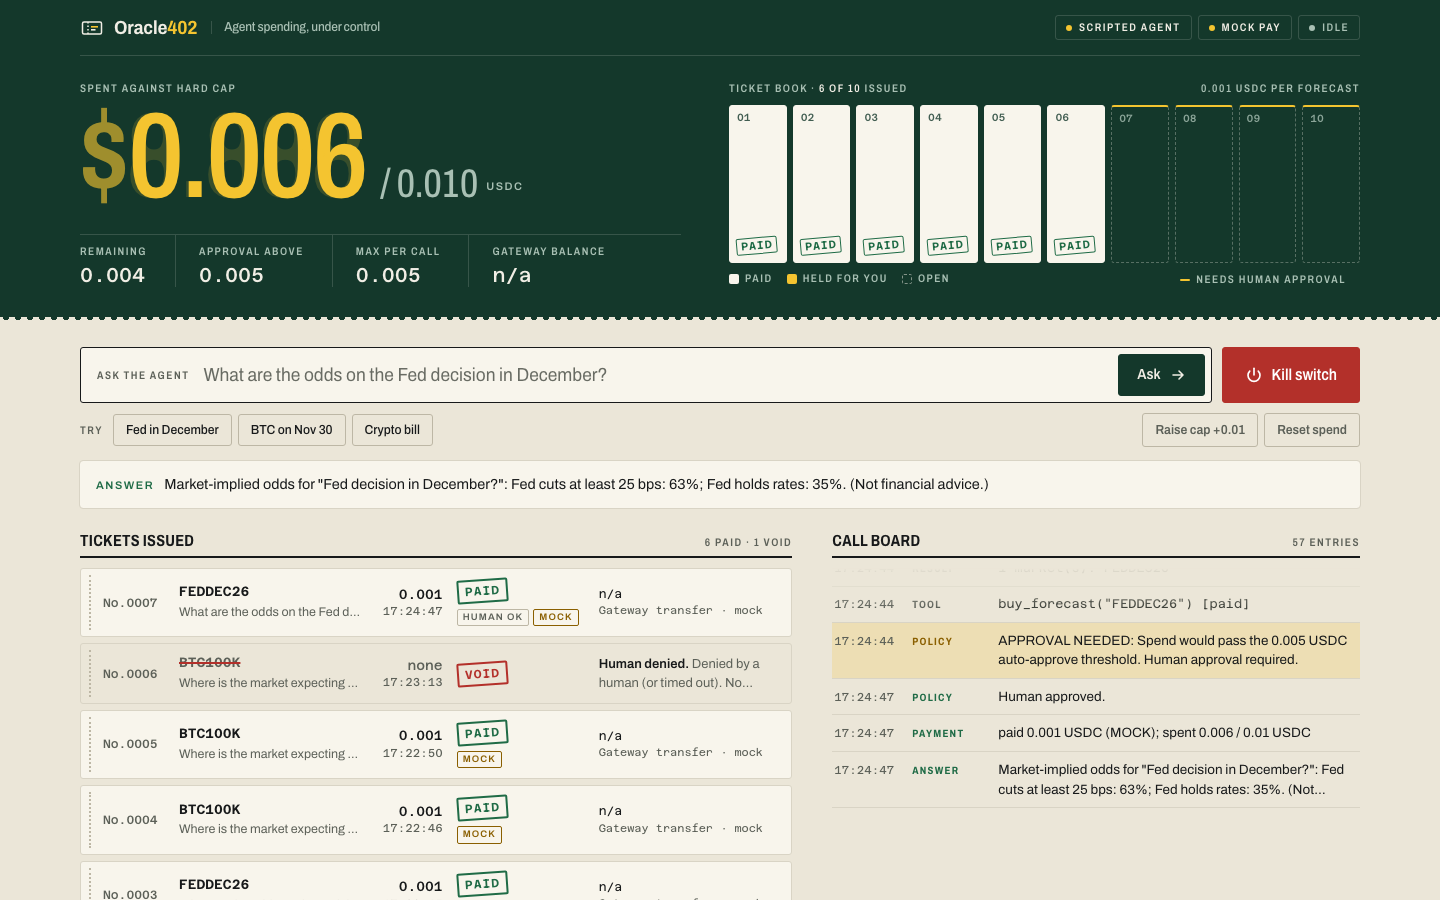 Oracle402
Agent spending, under control
SCRIPTED AGENT
MOCK PAY
IDLE
SPENT AGAINST HARD CAP
$0.006 / 0.010 USDC
REMAINING
0.004
APPROVAL ABOVE
0.005
MAX PER CALL
0.005
GATEWAY BALANCE
n/a
TICKET BOOK · 6 OF 10 ISSUED
0.001 USDC PER FORECAST
01 02 03 04 05 06 07 08 09 10
PAID PAID PAID PAID PAID PAID
PAID HELD FOR YOU OPEN
NEEDS HUMAN APPROVAL
ASK THE AGENT What are the odds on the Fed decision in December?
Ask
Kill switch
TRY Fed in December BTC on Nov 30 Crypto bill
Raise cap +0.01 Reset spend
ANSWER Market-implied odds for "Fed decision in December?": Fed cuts at least 25 bps: 63%; Fed holds rates: 35%. (Not financial advice.)
TICKETS ISSUED
6 PAID · 1 VOID
No.0007
FEDDEC26
What are the odds on the Fed d...
0.001
17:24:47
PAID
HUMAN OK MOCK
n/a
Gateway transfer · mock
No.0006
BTC100K
Where is the market expecting ...
none
17:23:13
VOID
Human denied. Denied by a
human (or timed out). No...
No.0005
BTC100K
Where is the market expecting ...
0.001
17:22:50
PAID
MOCK
n/a
Gateway transfer · mock
No.0004
BTC100K
Where is the market expecting ...
0.001
17:22:46
PAID
MOCK
n/a
Gateway transfer · mock
No.0003
FEDDEC26
0.001
PAID
n/a
CALL BOARD
57 ENTRIES
17:24:44 TOOL buy_forecast("FEDDEC26") [paid]
17:24:44 POLICY APPROVAL NEEDED: Spend would pass the 0.005 USDC
auto-approve threshold. Human approval required.
17:24:47 POLICY Human approved.
17:24:47 PAYMENT paid 0.001 USDC (MOCK); spent 0.006 / 0.01 USDC
17:24:47 ANSWER Market-implied odds for "Fed decision in December?": Fed
cuts at least 25 bps: 63%; Fed holds rates: 35%. (Not...